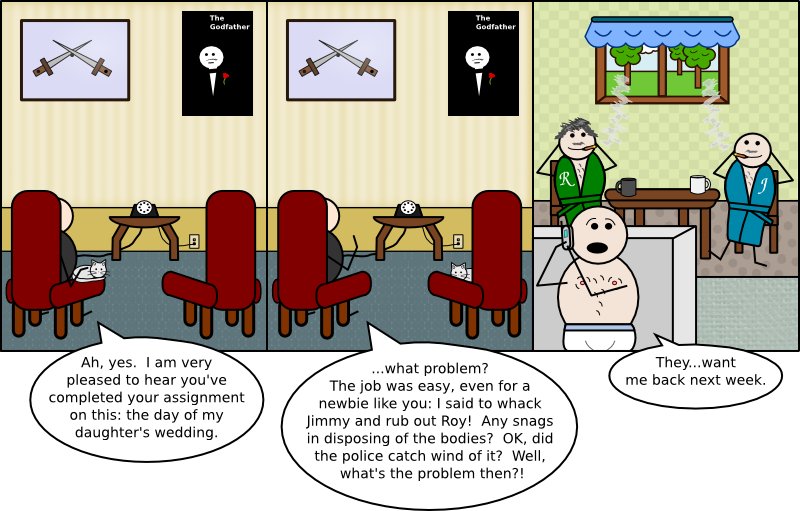 The
Godfather
The
Godfather
R
J
Ah, yes.  I am very
pleased to hear you've
completed your assignment
on this: the day of my
daughter's wedding.
...what problem?
The job was easy, even for a
newbie like you: I said to whack
Jimmy and rub out Roy!  Any snags
in disposing of the bodies?  OK, did
the police catch wind of it?  Well,
what's the problem then?!
They...want
me back next week.